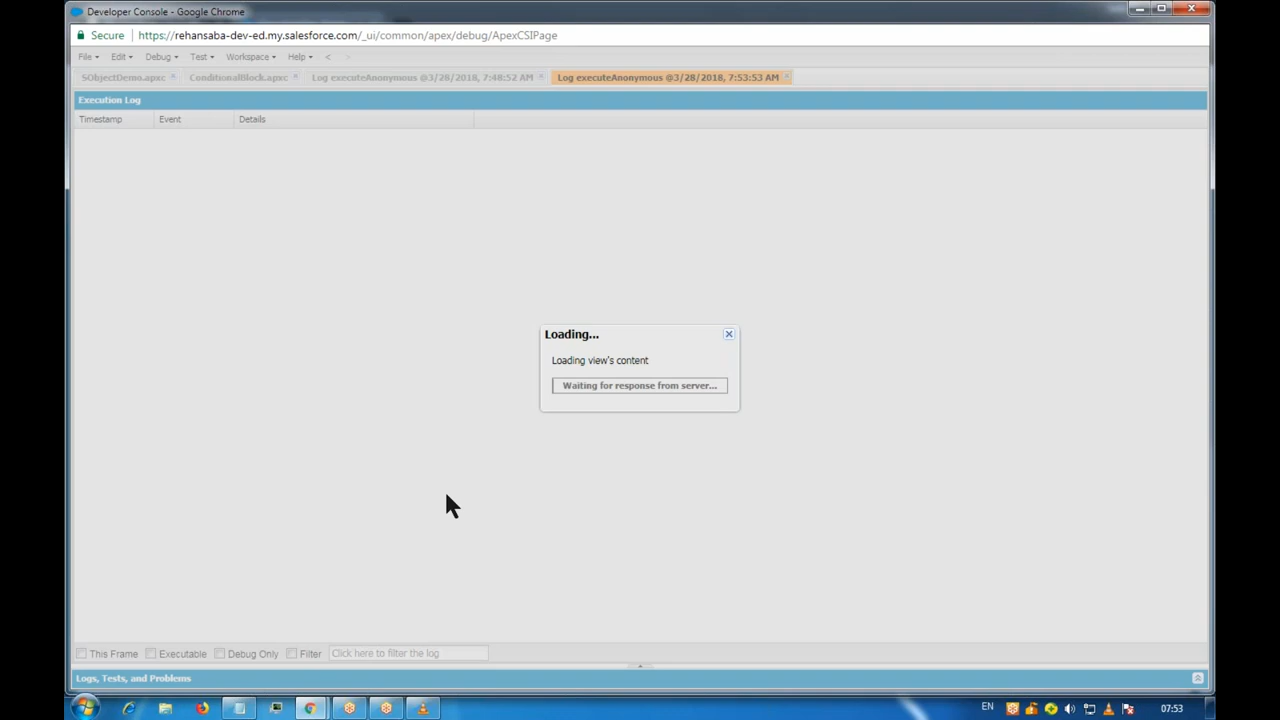 Developer Console - Google Chrome
Secure https://rehansaba-dev-ed.my.salesforce.com/_ui/common/apex/debug/ApexCSIPage
File Edit Debug Test Workspace Help < >
SObjectDemo.apxc ConditionalBlock.apxc Log executeAnonymous @3/28/2018, 7:48:52 AM Log executeAnonymous @3/28/2018, 7:53:53 AM
Execution Log
Timestamp Event Details
Loading...
Loading view's content
Waiting for response from server...
This Frame Executable Debug Only Filter Click here to filter the log
Logs, Tests, and Problems
EN 07:53